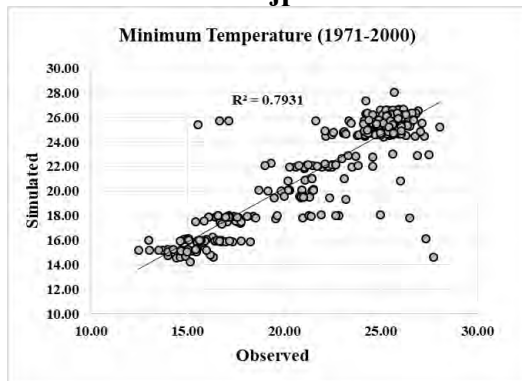 jp
Minimum Temperature (1971-2000)
30.00
28.00
R² = 0.7931
26.00
24.00
22.00
20.00
18.00
16.00
14.00
12.00
10.00
Simulated
10.00 15.00 20.00 25.00 30.00
Observed